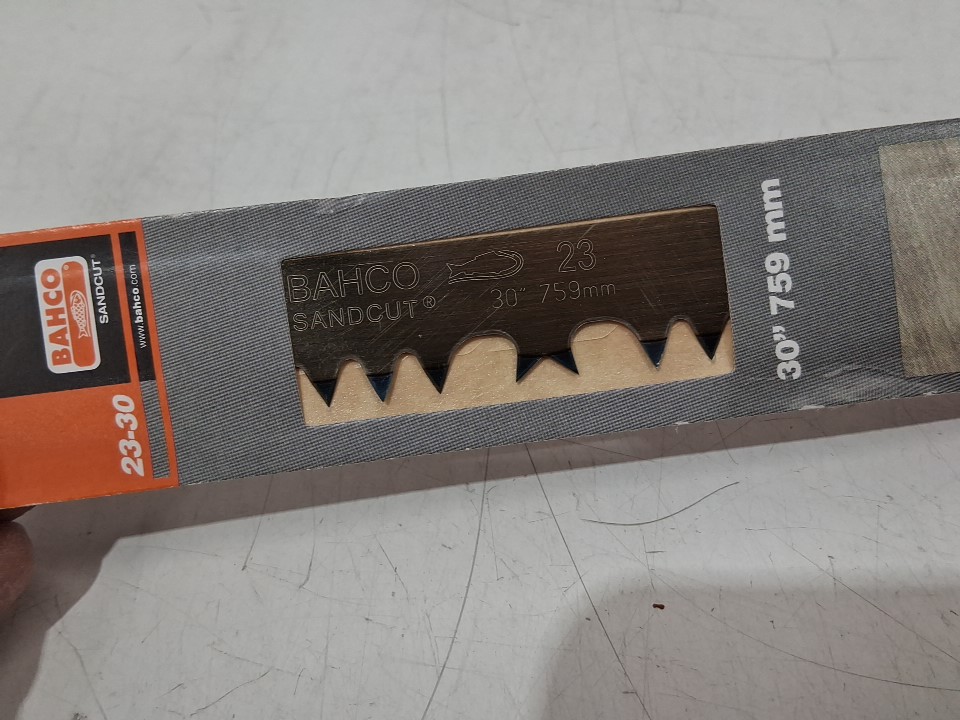 BAHCO®
SANDCUT®
www.bahco.com
23-30
BAHCO 23
SANDCUT® 30" 759mm
30” 759 mm